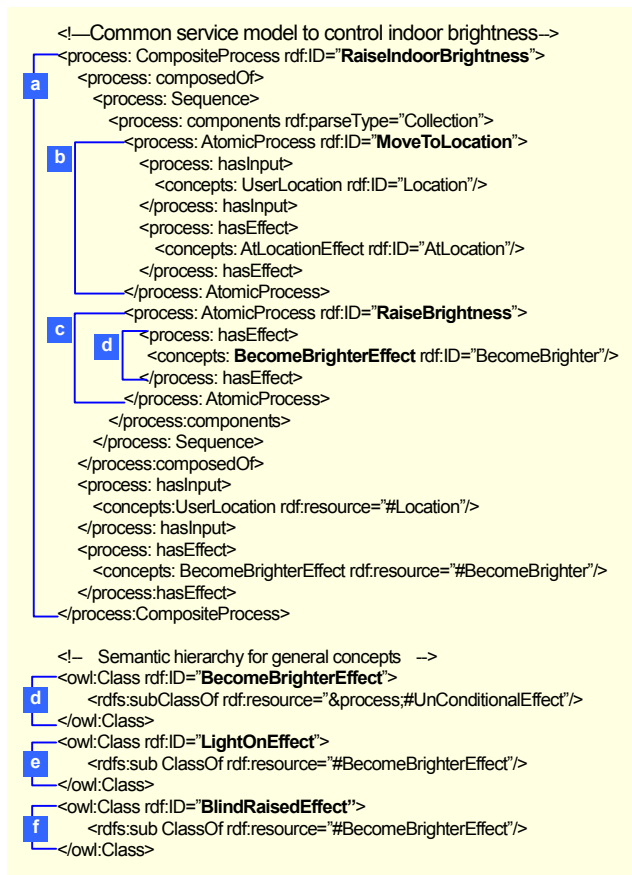 <!—Common service model to control indoor brightness-->
<process: CompositeProcess rdf:ID=”RaiseIndoorBrightness”>
a
<process: composedOf>
<process: Sequence>
<process: components rdf:parseType=”Collection”>
<process: AtomicProcess rdf:ID=”MoveToLocation”>
b
<process: hasInput>
<concepts: UserLocation rdf:ID=”Location”/>
</process: hasInput>
<process: hasEffect>
<concepts: AtLocationEffect rdf:ID=”AtLocation”/>
</process: hasEffect>
</process: AtomicProcess>
<process: AtomicProcess rdf:ID=”RaiseBrightness”>
c
<process: hasEffect>
d
<concepts: BecomeBrighterEffect rdf:ID=”BecomeBrighter”/>
</process: hasEffect>
</process: AtomicProcess>
</process:components>
</process: Sequence>
</process:composedOf>
<process: hasInput>
<concepts:UserLocation rdf:resource=”#Location”/>
</process: hasInput>
<process: hasEffect>
<concepts: BecomeBrighterEffect rdf:resource=”#BecomeBrighter”/>
</process:hasEffect>
</process:CompositeProcess>
<!-- Semantic hierarchy for general concepts -->
<owl:Class rdf:ID=”BecomeBrighterEffect”>
d
<rdfs:subClassOf rdf:resource=”&process;#UnConditionalEffect”/>
</owl:Class>
<owl:Class rdf:ID=”LightOnEffect”>
e
<rdfs:sub ClassOf rdf:resource=”#BecomeBrighterEffect”/>
</owl:Class>
<owl:Class rdf:ID=”BlindRaisedEffect”>
f
<rdfs:sub ClassOf rdf:resource=”#BecomeBrighterEffect”/>
</owl:Class>